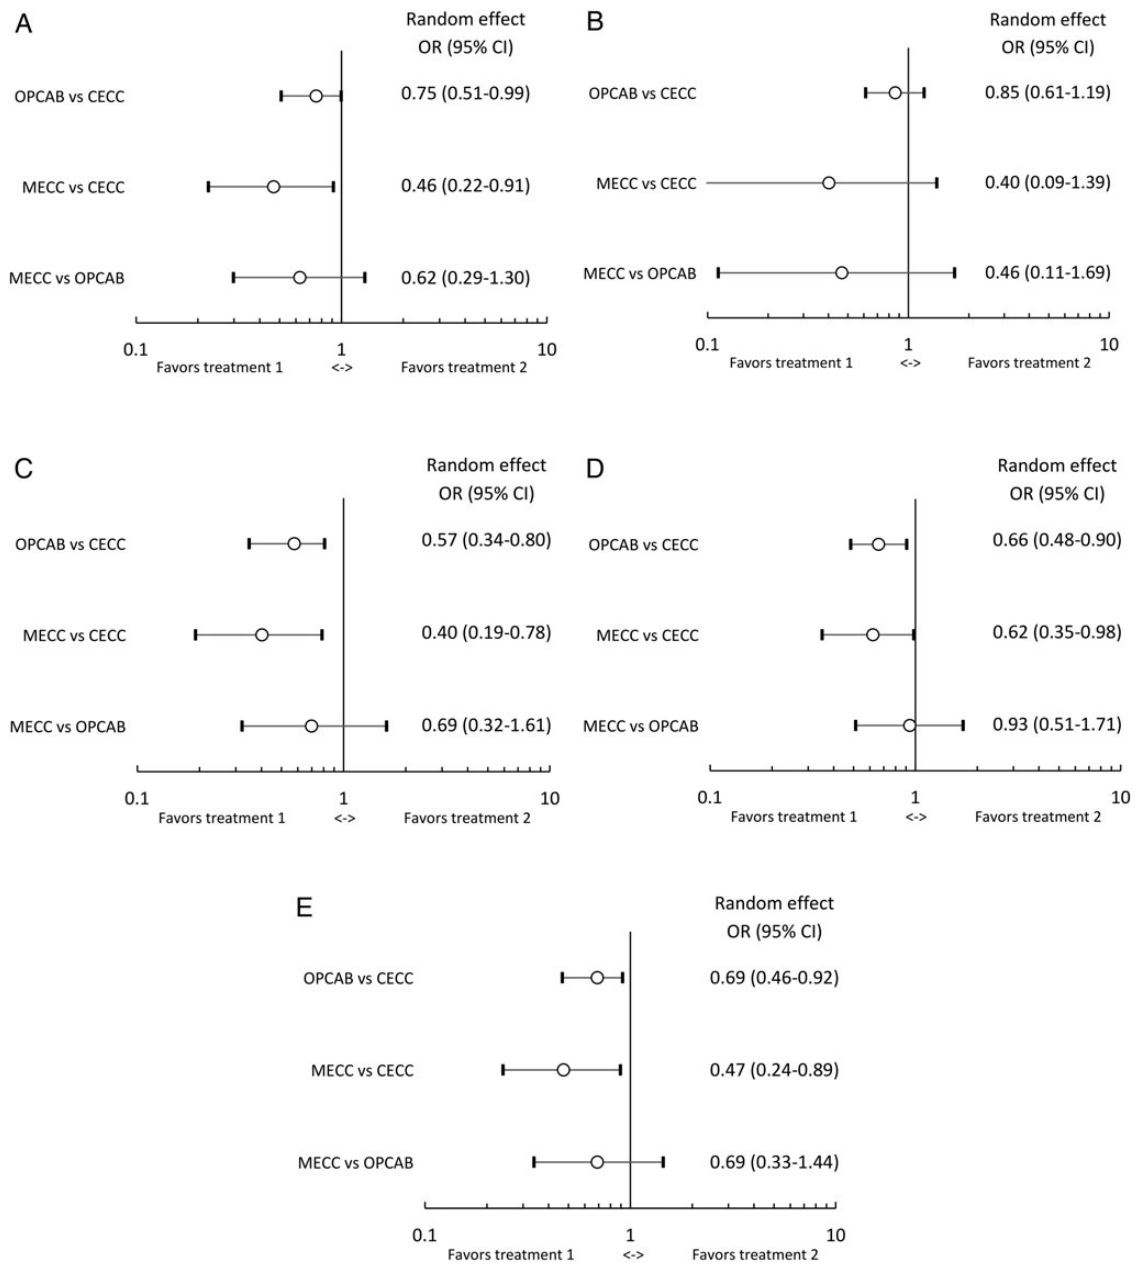 A
Random effect
OR (95% CI)
OPCAB vs CECC 0.75 (0.51-0.99)
MECC vs CECC 0.46 (0.22-0.91)
MECC vs OPCAB 0.62 (0.29-1.30)
0.1 1 10
Favors treatment 1 <-> Favors treatment 2
B
Random effect
OR (95% CI)
OPCAB vs CECC 0.85 (0.61-1.19)
MECC vs CECC 0.40 (0.09-1.39)
MECC vs OPCAB 0.46 (0.11-1.69)
0.1 1 10
Favors treatment 1 <-> Favors treatment 2
C
Random effect
OR (95% CI)
OPCAB vs CECC 0.57 (0.34-0.80)
MECC vs CECC 0.40 (0.19-0.78)
MECC vs OPCAB 0.69 (0.32-1.61)
0.1 1 10
Favors treatment 1 <-> Favors treatment 2
D
Random effect
OR (95% CI)
OPCAB vs CECC 0.66 (0.48-0.90)
MECC vs CECC 0.62 (0.35-0.98)
MECC vs OPCAB 0.93 (0.51-1.71)
0.1 1 10
Favors treatment 1 <-> Favors treatment 2
E
Random effect
OR (95% CI)
OPCAB vs CECC 0.69 (0.46-0.92)
MECC vs CECC 0.47 (0.24-0.89)
MECC vs OPCAB 0.69 (0.33-1.44)
0.1 1 10
Favors treatment 1 <-> Favors treatment 2